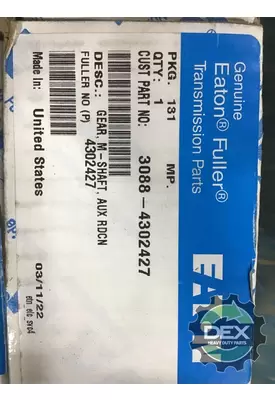 Genuine
Eaton® Fuller®
Transmission Parts
PKG. 131 MP.
QTY: 1
CUST PART NO: 3088-4302427
DESC: GEAR, M-SHAFT, AUX RDCN
FULLER NO (P) 4302427
Made in: United States
03/11/22
DEX
HEAVY DUTY PARTS